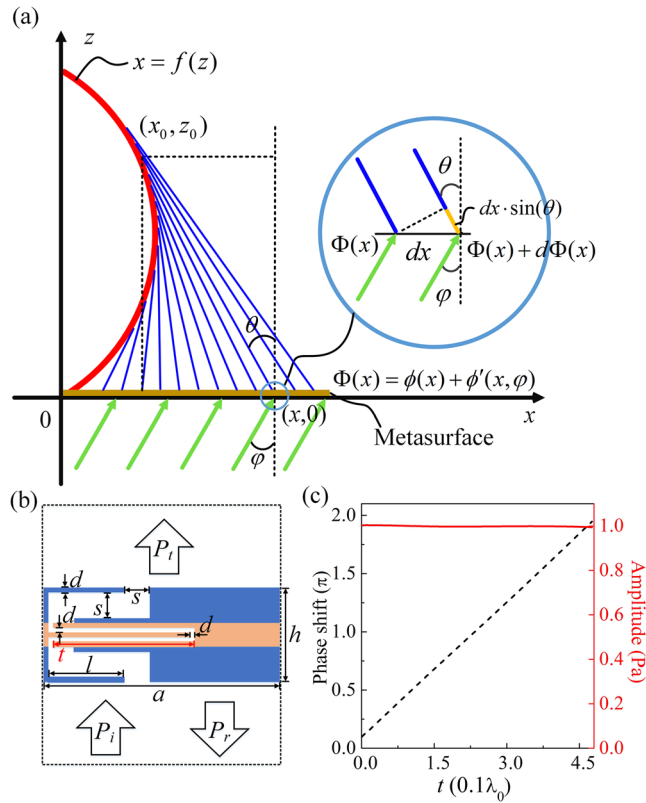 (a)
z
x = f(z)
(x₀, z₀)
θ
dx·sin(θ)
Φ(x)
dx
Φ(x) + dΦ(x)
φ
θ
Φ(x) = ϕ(x) + ϕ′(x, φ)
0
(x,0)
x
Metasurface
φ
(b)
Pt
d
s
s
d
d
h
t
l
a
Pi
Pr
(c)
2.0
1.5
1.0
0.5
0.0
Phase shift (π)
1.0
0.8
0.6
0.4
0.2
0.0
Amplitude (Pa)
0.0
1.5
3.0
4.5
t (0.1λ₀)